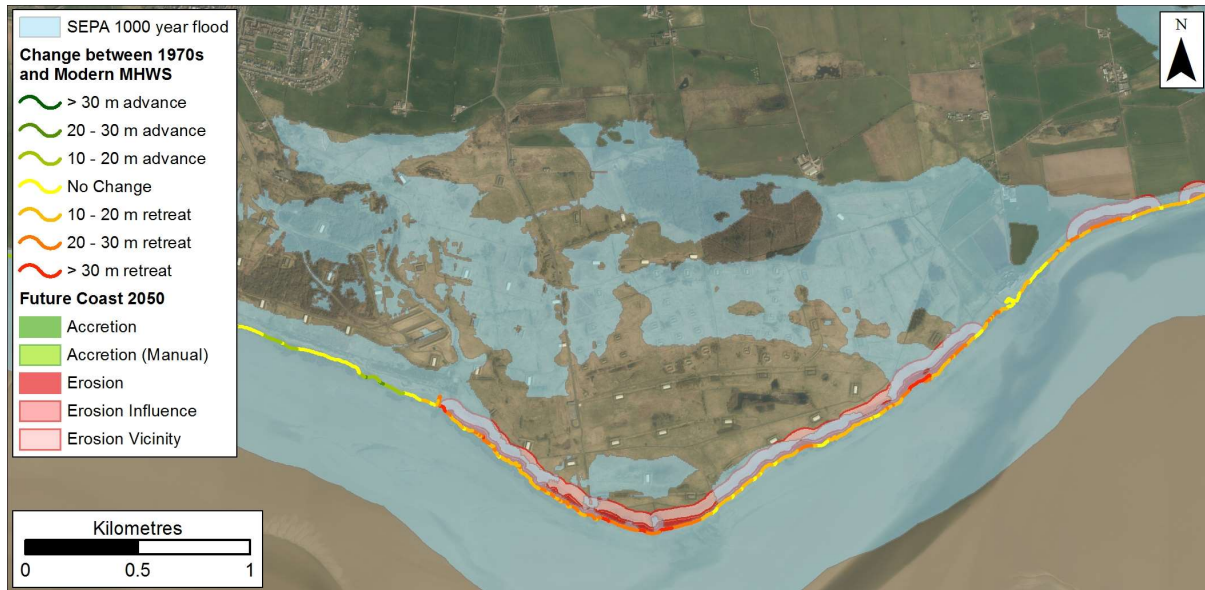 SEPA 1000 year flood
Change between 1970s
and Modern MHWS
> 30 m advance
20 - 30 m advance
10 - 20 m advance
No Change
10 - 20 m retreat
20 - 30 m retreat
> 30 m retreat
Future Coast 2050
Accretion
Accretion (Manual)
Erosion
Erosion Influence
Erosion Vicinity
N
Kilometres
0 0.5 1